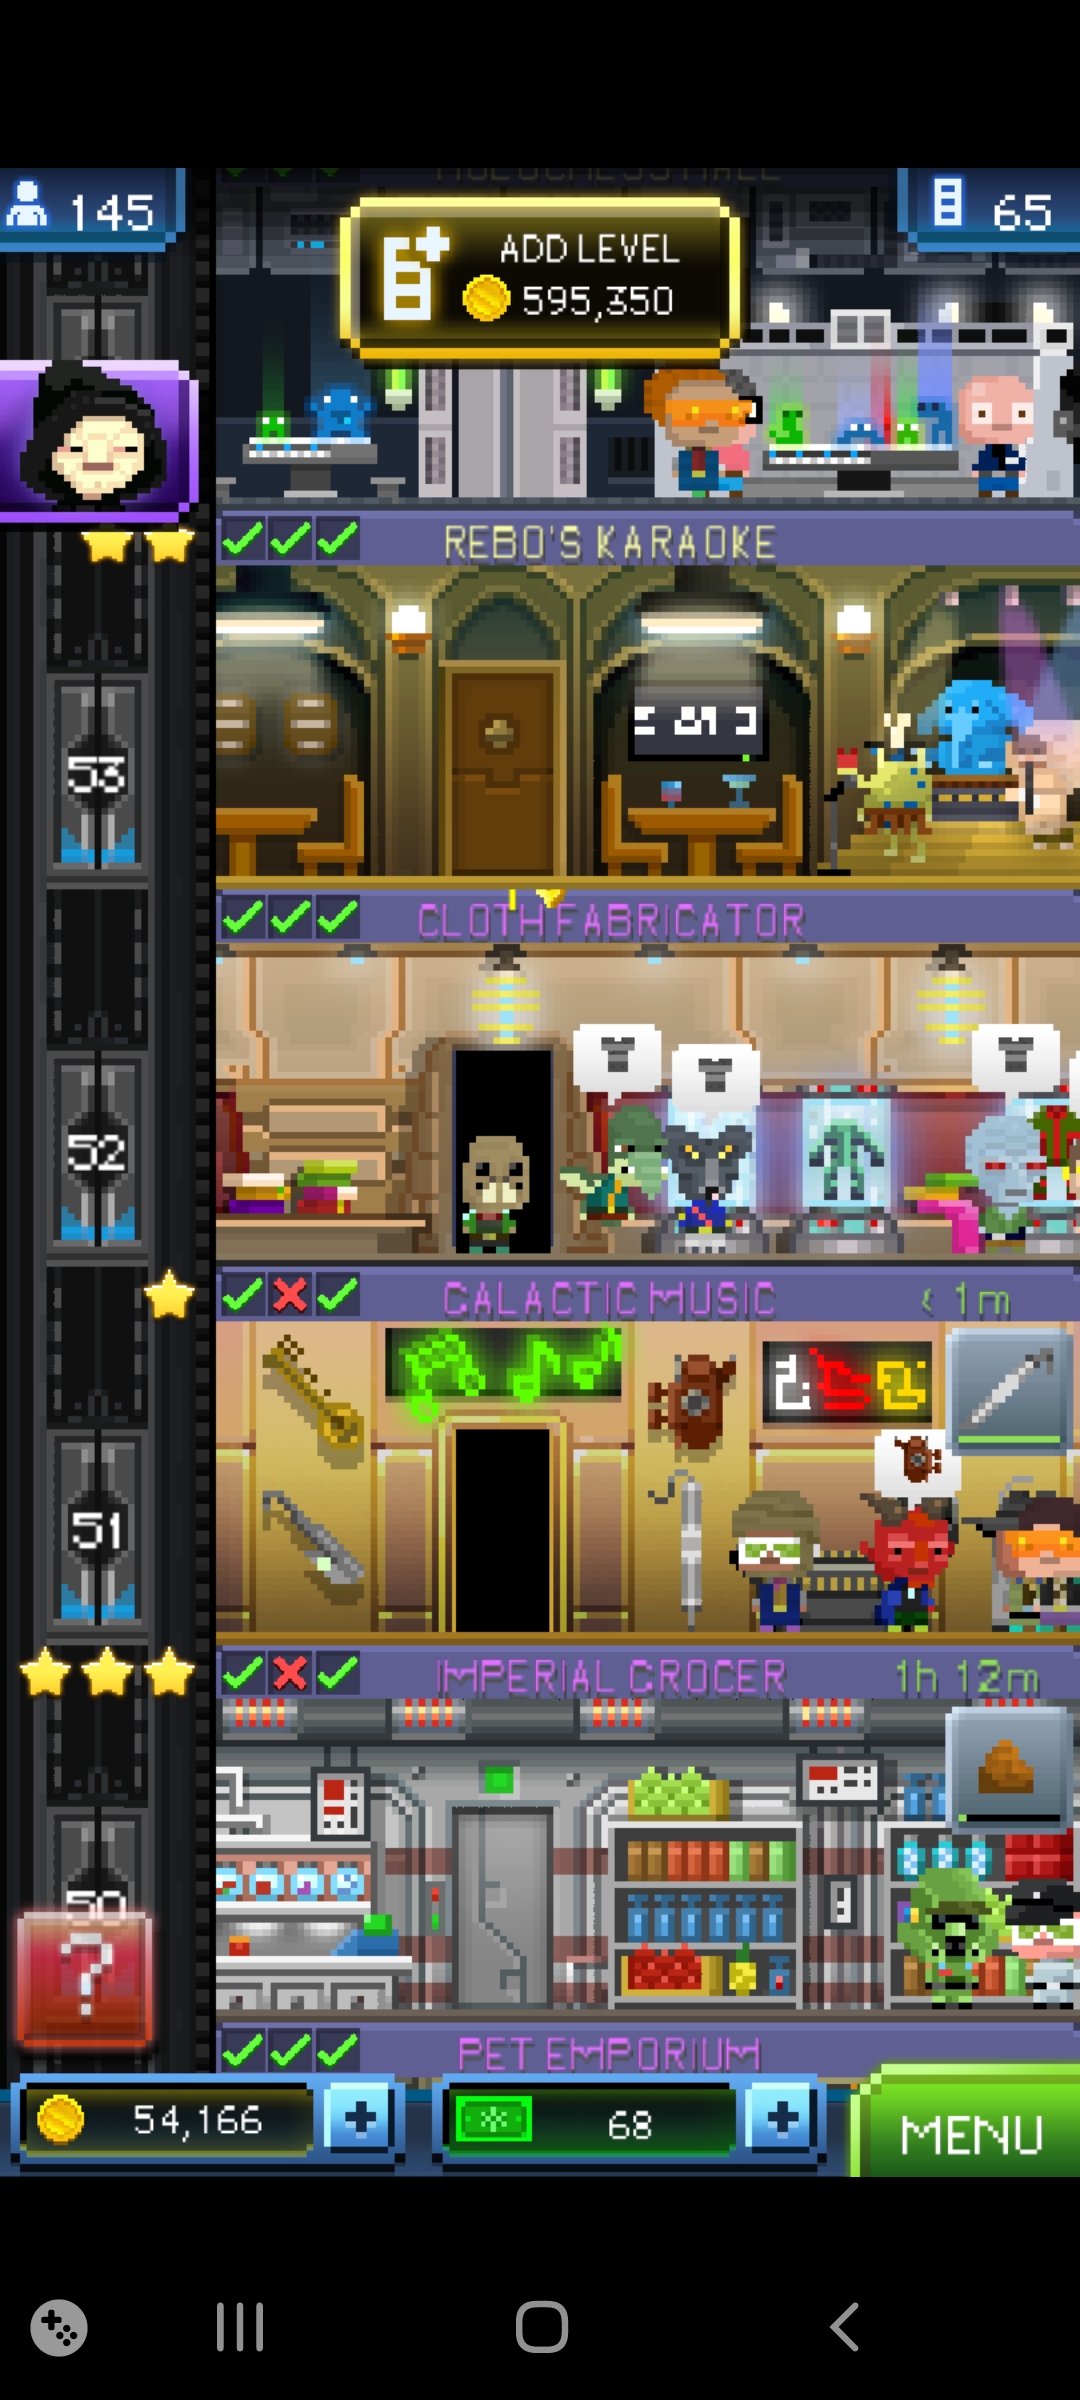 145
ADD LEVEL
595,350
65
REBO'S KARAOKE
53
CLOTH FABRICATOR
52
GALACTIC MUSIC
< 1m
51
IMPERIAL GROCER
1h 12m
50
?
PET EMPORIUM
54,166
+
68
+
MENU